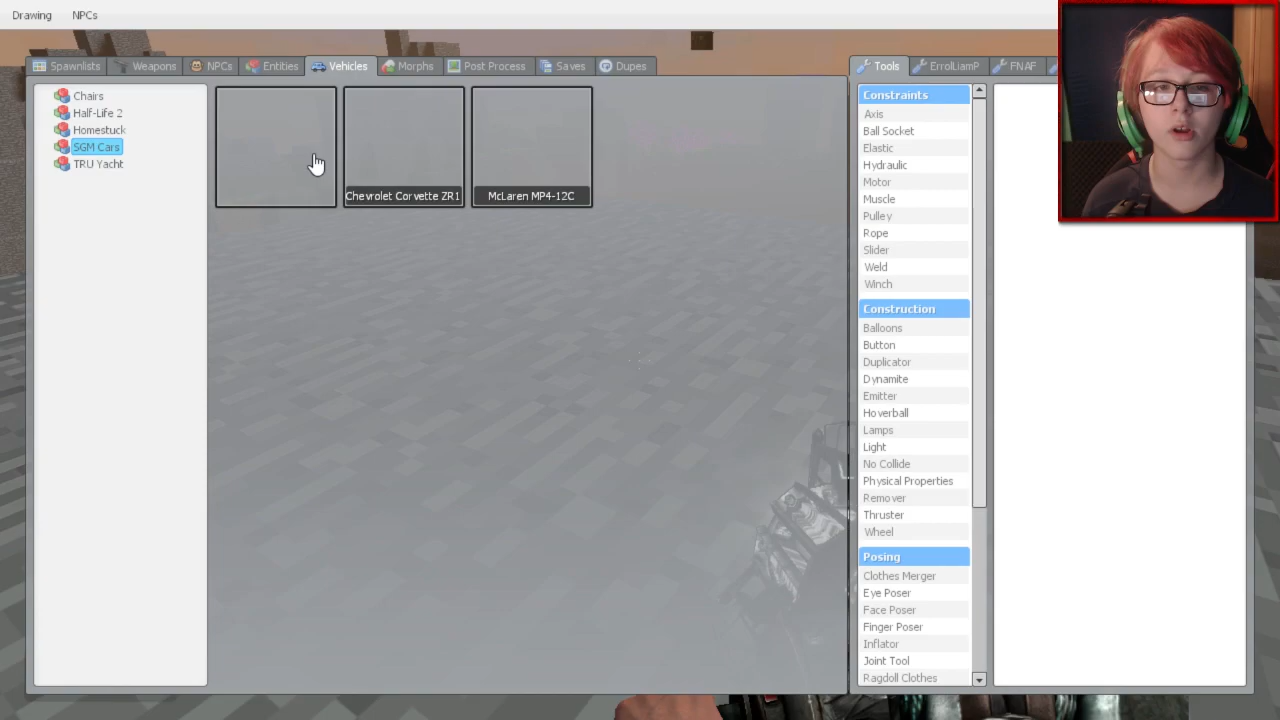 Drawing NPCs
Spawnlists Weapons NPCs Entities Vehicles Morphs Post Process Saves Dupes
Tools ErrolLiamP FNAF
Chairs
Half-Life 2
Homestuck
SGM Cars
TRU Yacht
Chevrolet Corvette ZR1
McLaren MP4-12C
Constraints
Axis
Ball Socket
Elastic
Hydraulic
Motor
Muscle
Pulley
Rope
Slider
Weld
Winch
Construction
Balloons
Button
Duplicator
Dynamite
Emitter
Hoverball
Lamps
Light
No Collide
Physical Properties
Remover
Thruster
Wheel
Posing
Clothes Merger
Eye Poser
Face Poser
Finger Poser
Inflator
Joint Tool
Ragdoll Clothes